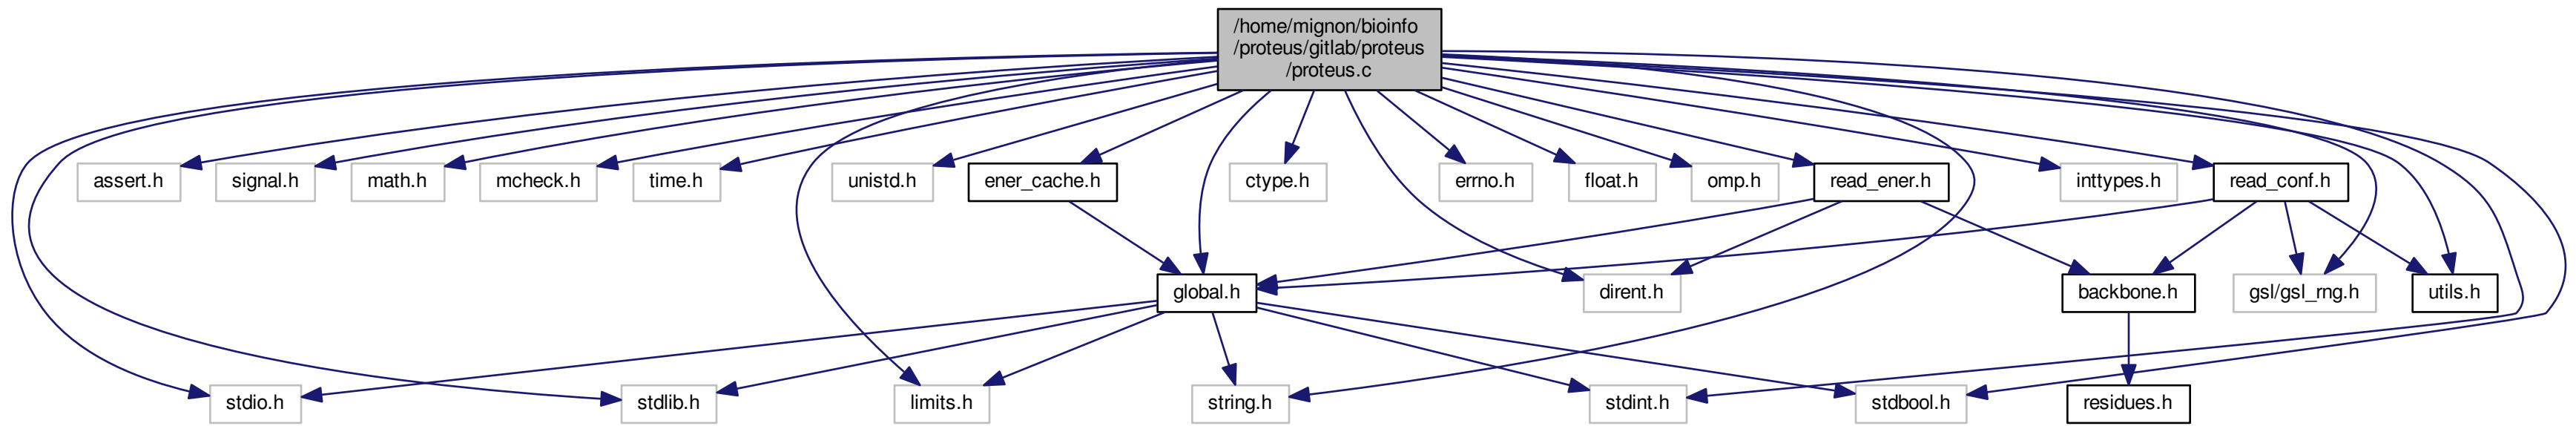 /home/mignon/bioinfo
/proteus/gitlab/proteus
/proteus.c
assert.h
signal.h
math.h
mcheck.h
time.h
unistd.h
ener_cache.h
ctype.h
errno.h
float.h
omp.h
read_ener.h
inttypes.h
read_conf.h
global.h
dirent.h
backbone.h
gsl/gsl_rng.h
utils.h
stdio.h
stdlib.h
limits.h
string.h
stdint.h
stdbool.h
residues.h